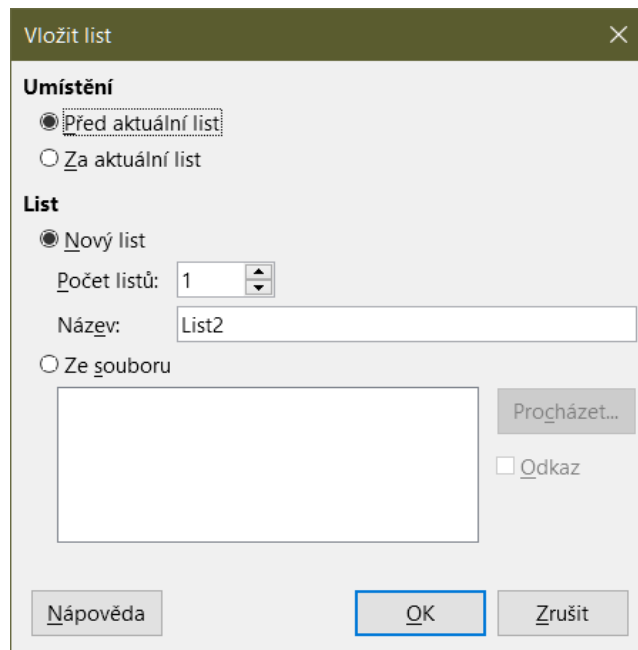 Vložit list
Umístění
Před aktuální list
Za aktuální list
List
Nový list
Počet listů: 1
Název: List2
Ze souboru
Procházet...
Odkaz
Nápověda OK Zrušit